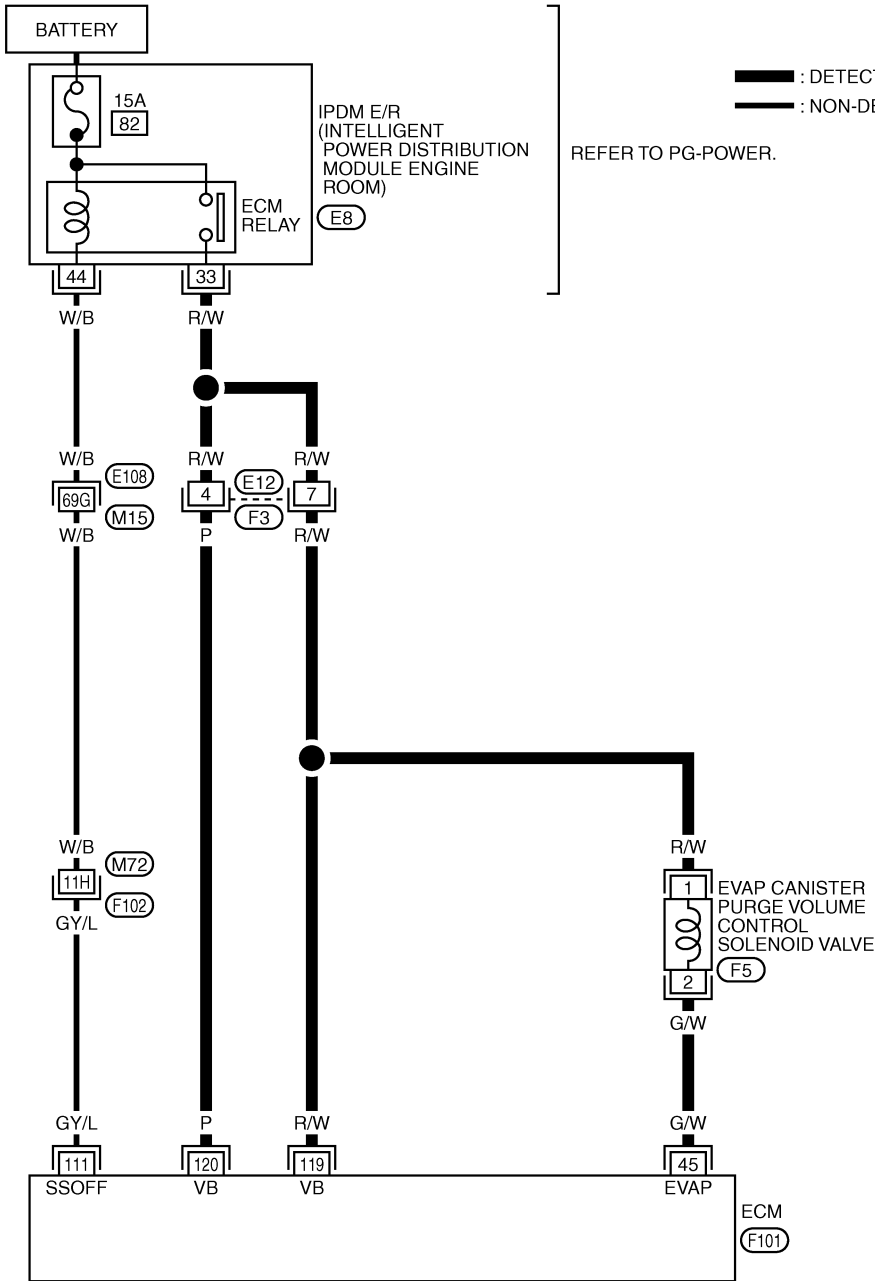 BATTERY
15A
82
IPDM E/R
(INTELLIGENT
POWER DISTRIBUTION
MODULE ENGINE
ROOM)
E8
ECM
RELAY
REFER TO PG-POWER.
: DETECT
: NON-DE
44
33
W/B
R/W
W/B
R/W
R/W
E108
69G
M15
4
E12
F3
7
W/B
P
R/W
W/B
M72
11H
F102
GY/L
R/W
1
EVAP CANISTER
PURGE VOLUME
CONTROL
SOLENOID VALVE
F5
2
G/W
GY/L
P
R/W
G/W
111
120
119
45
SSOFF
VB
VB
EVAP
ECM
F101